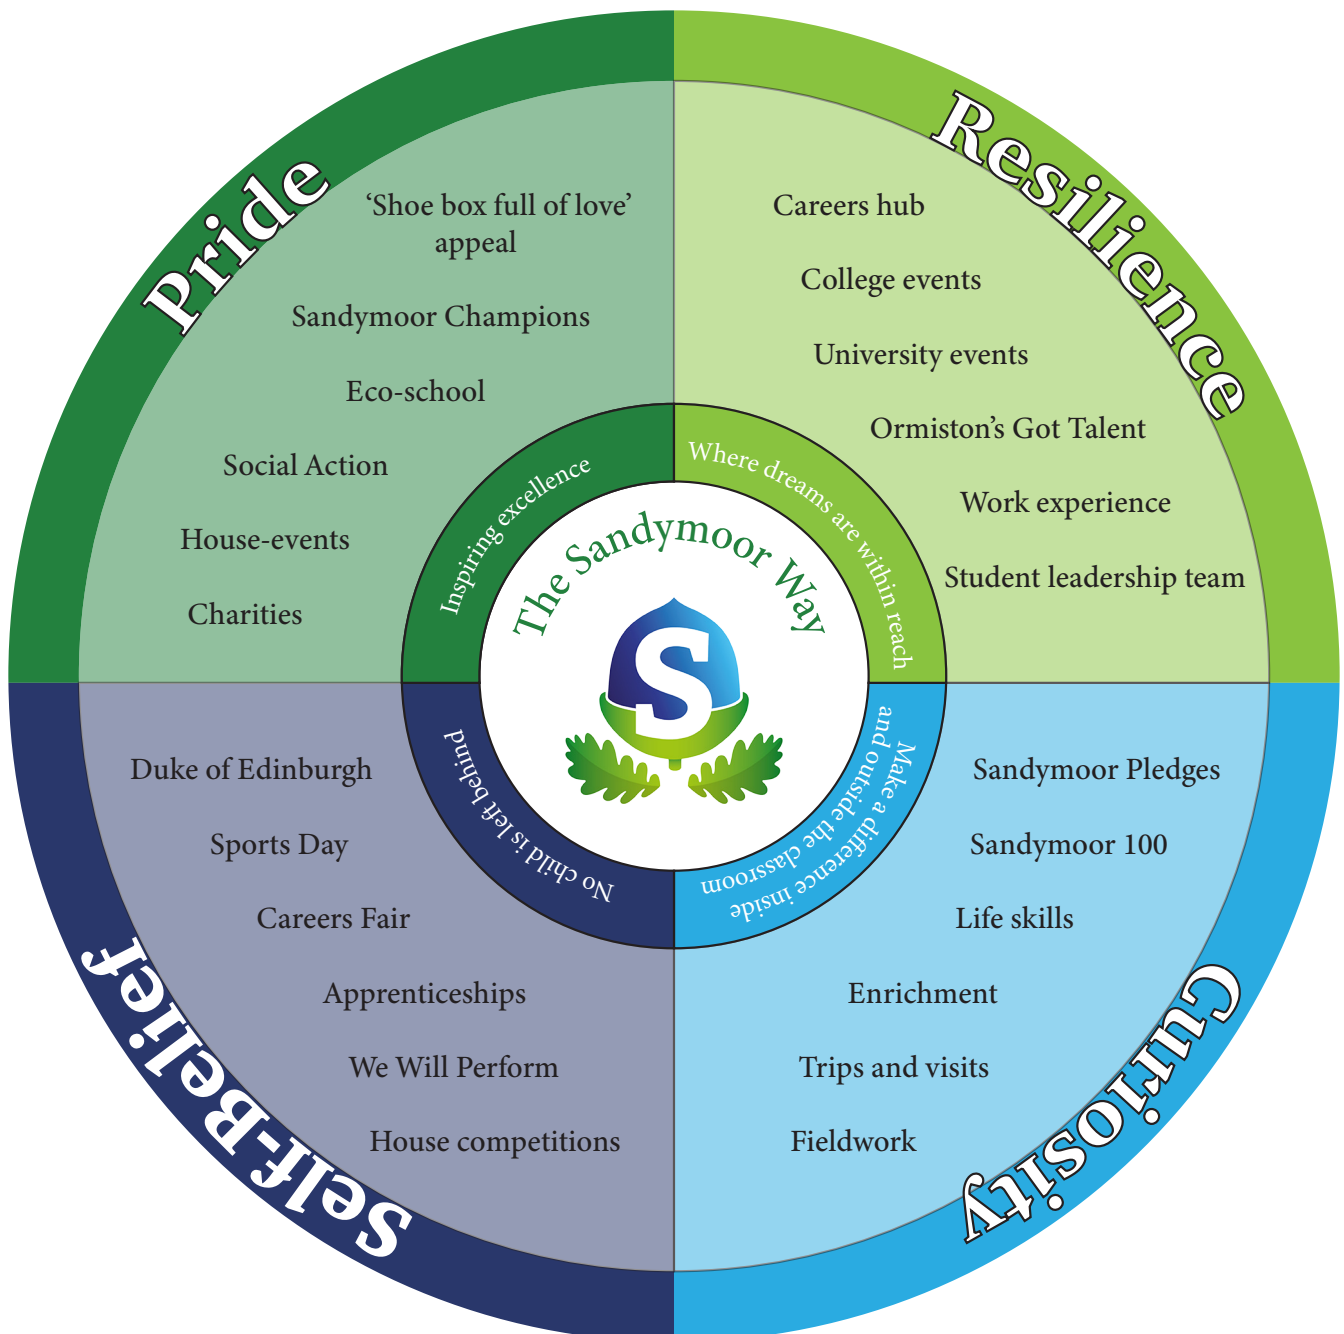 Pride
‘Shoe box full of love’
appeal
Sandymoor Champions
Eco-school
Social Action
House-events
Charities
Inspiring excellence
Resilience
Careers hub
College events
University events
Ormiston’s Got Talent
Work experience
Student leadership team
Where dreams are within reach
The Sandymoor Way
S
Self-Belief
Duke of Edinburgh
Sports Day
Careers Fair
Apprenticeships
We Will Perform
House competitions
No child is left behind
Curiosity
Sandymoor Pledges
Sandymoor 100
Life skills
Enrichment
Trips and visits
Fieldwork
Make a difference inside
and outside the classroom